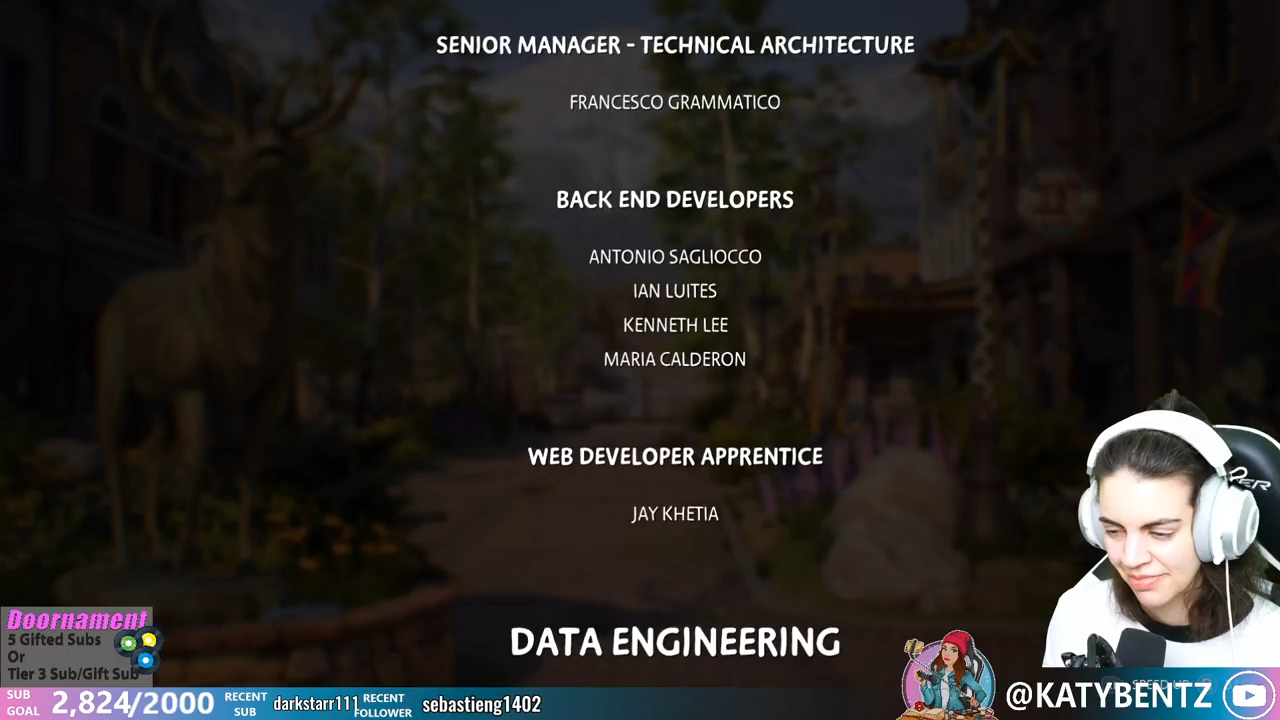 SENIOR MANAGER - TECHNICAL ARCHITECTURE
FRANCESCO GRAMMATICO
BACK END DEVELOPERS
ANTONIO SAGLIOCCO
IAN LUITES
KENNETH LEE
MARIA CALDERON
WEB DEVELOPER APPRENTICE
JAY KHETIA
DATA ENGINEERING
Doornament
5 Gifted Subs
Or
Tier 3 Sub/Gift Sub
SUB GOAL 2,824/2000
RECENT SUB darkstarr111
RECENT FOLLOWER sebastieng1402
@KATYBENTZ
SPEED UP